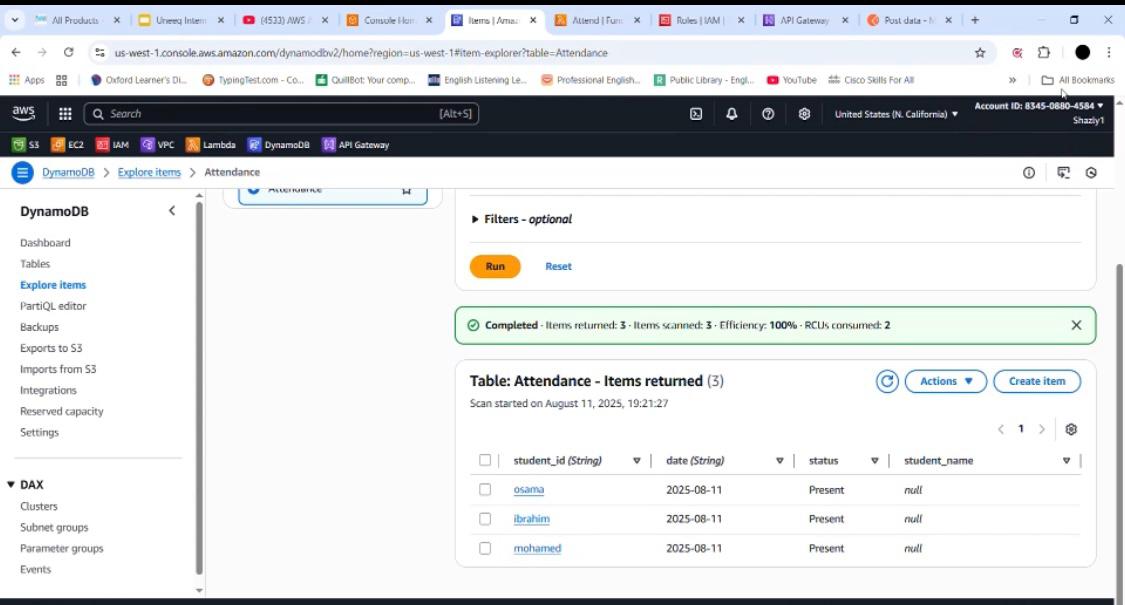 All Products - Uneeq Intern (4533) AWS / Console Hom Items | Amaz Attend | Func Roles | IAM | API Gateway Post data - N
us-west-1.console.aws.amazon.com/dynamodbv2/home?region=us-west-1#item-explorer?table=Attendance
Apps Oxford Learner's Di... TypingTest.com - Co... QuillBot: Your comp... English Listening Le... Professional English... Public Library - Engl... YouTube Cisco Skills For All » All Bookmarks
aws Search [Alt+S] United States (N. California) Account ID: 8345-0880-4584
Shazly1
S3 EC2 IAM VPC Lambda DynamoDB API Gateway
DynamoDB > Explore items > Attendance
Attendance
DynamoDB
Dashboard
Tables
Explore items
PartiQL editor
Backups
Exports to S3
Imports from S3
Integrations
Reserved capacity
Settings
DAX
Clusters
Subnet groups
Parameter groups
Events
Filters - optional
Run Reset
Completed · Items returned: 3 · Items scanned: 3 · Efficiency: 100% · RCUs consumed: 2
Table: Attendance - Items returned (3)
Actions Create item
Scan started on August 11, 2025, 19:21:27
< 1 >
student_id (String) date (String) status student_name
osama 2025-08-11 Present null
ibrahim 2025-08-11 Present null
mohamed 2025-08-11 Present null